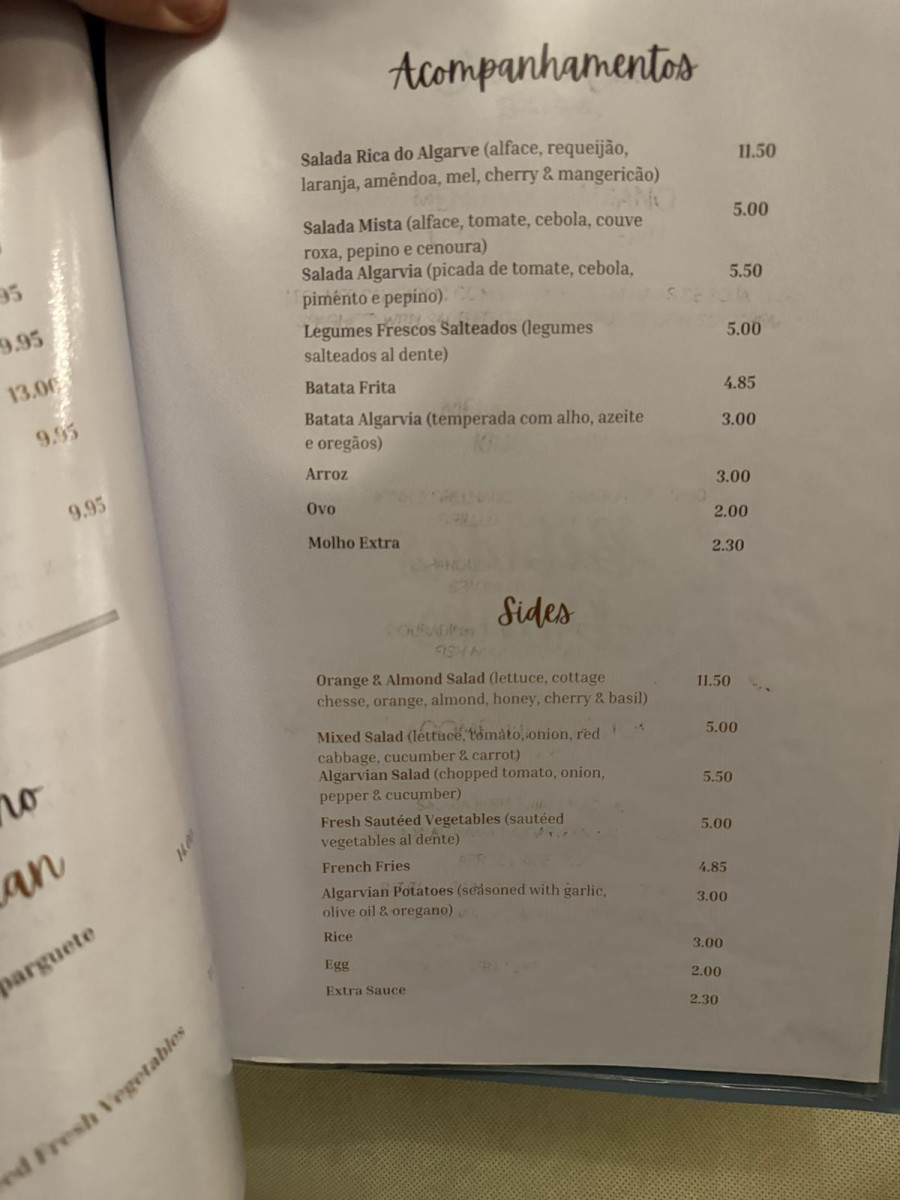 95
9.95
13.00
9.95
9.95
no
an
parguete
14.00
ed Fresh Vegetables
Acompanhamentos
Salada Rica do Algarve (alface, requeijão, 11.50
laranja, amêndoa, mel, cherry & mangericão)
5.00
Salada Mista (alface, tomate, cebola, couve
roxa, pepino e cenoura)
Salada Algarvia (picada de tomate, cebola, 5.50
pimento e pepino)
Legumes Frescos Salteados (legumes 5.00
salteados al dente)
Batata Frita 4.85
Batata Algarvia (temperada com alho, azeite 3.00
e oregãos)
Arroz 3.00
Ovo 2.00
Molho Extra 2.30
Sides
Orange & Almond Salad (lettuce, cottage 11.50
chesse, orange, almond, honey, cherry & basil)
5.00
Mixed Salad (lettuce, tomato, onion, red
cabbage, cucumber & carrot)
Algarvian Salad (chopped tomato, onion, 5.50
pepper & cucumber)
Fresh Sautéed Vegetables (sautéed 5.00
vegetables al dente)
French Fries 4.85
Algarvian Potatoes (seasoned with garlic, 3.00
olive oil & oregano)
Rice 3.00
Egg 2.00
Extra Sauce 2.30